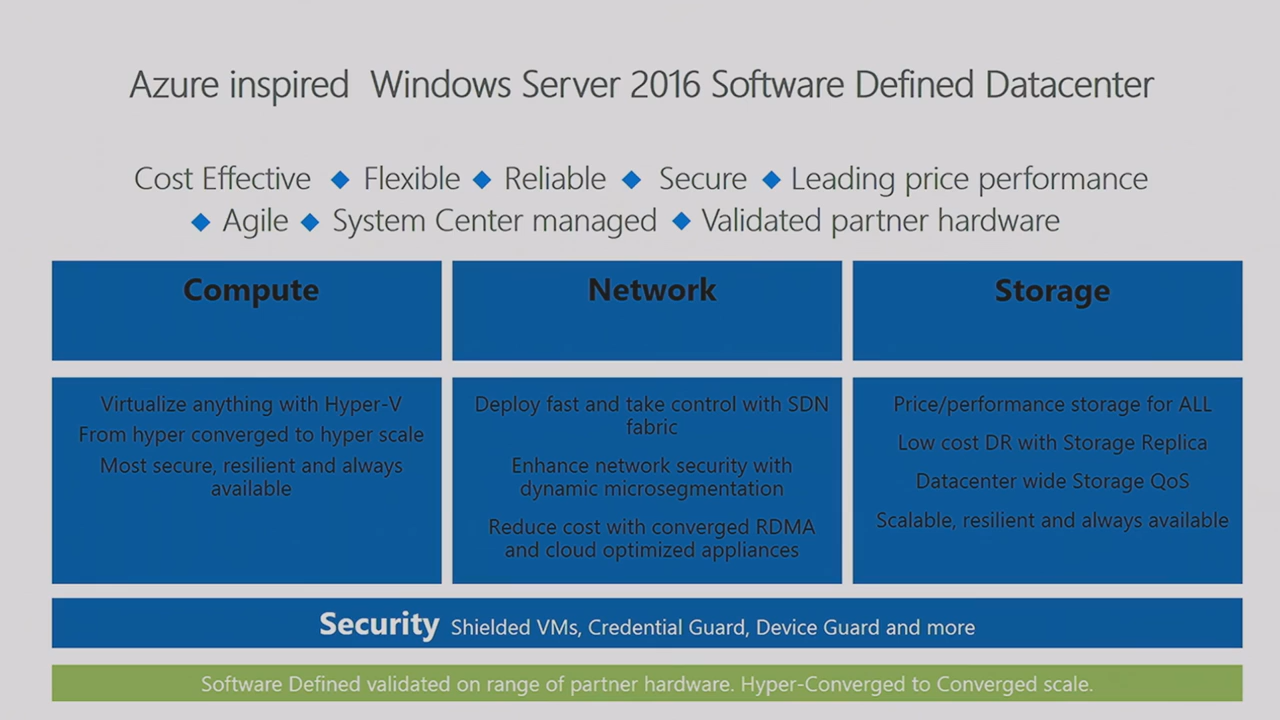 Azure inspired Windows Server 2016 Software Defined Datacenter
Cost Effective ◆ Flexible ◆ Reliable ◆ Secure ◆ Leading price performance
◆ Agile ◆ System Center managed ◆ Validated partner hardware
Compute
Virtualize anything with Hyper-V
From hyper converged to hyper scale
Most secure, resilient and always
available
Network
Deploy fast and take control with SDN
fabric
Enhance network security with
dynamic microsegmentation
Reduce cost with converged RDMA
and cloud optimized appliances
Storage
Price/performance storage for ALL
Low cost DR with Storage Replica
Datacenter wide Storage QoS
Scalable, resilient and always available
Security Shielded VMs, Credential Guard, Device Guard and more
Software Defined validated on range of partner hardware. Hyper-Converged to Converged scale.